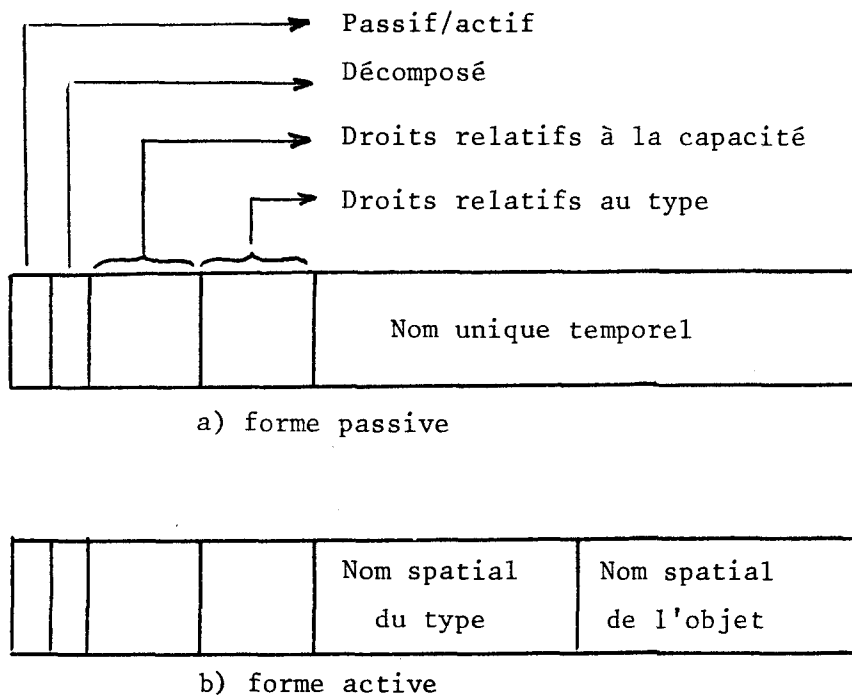 Passif/actif
Décomposé
Droits relatifs à la capacité
Droits relatifs au type
Nom unique temporel
a) forme passive
Nom spatial du type
Nom spatial de l'objet
b) forme active